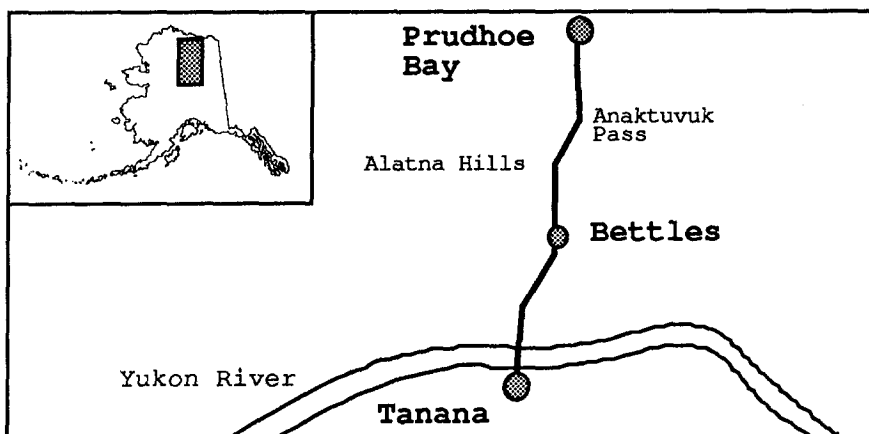 Prudhoe
Bay
Anaktuvuk
Pass
Alatna Hills
Bettles
Yukon River
Tanana